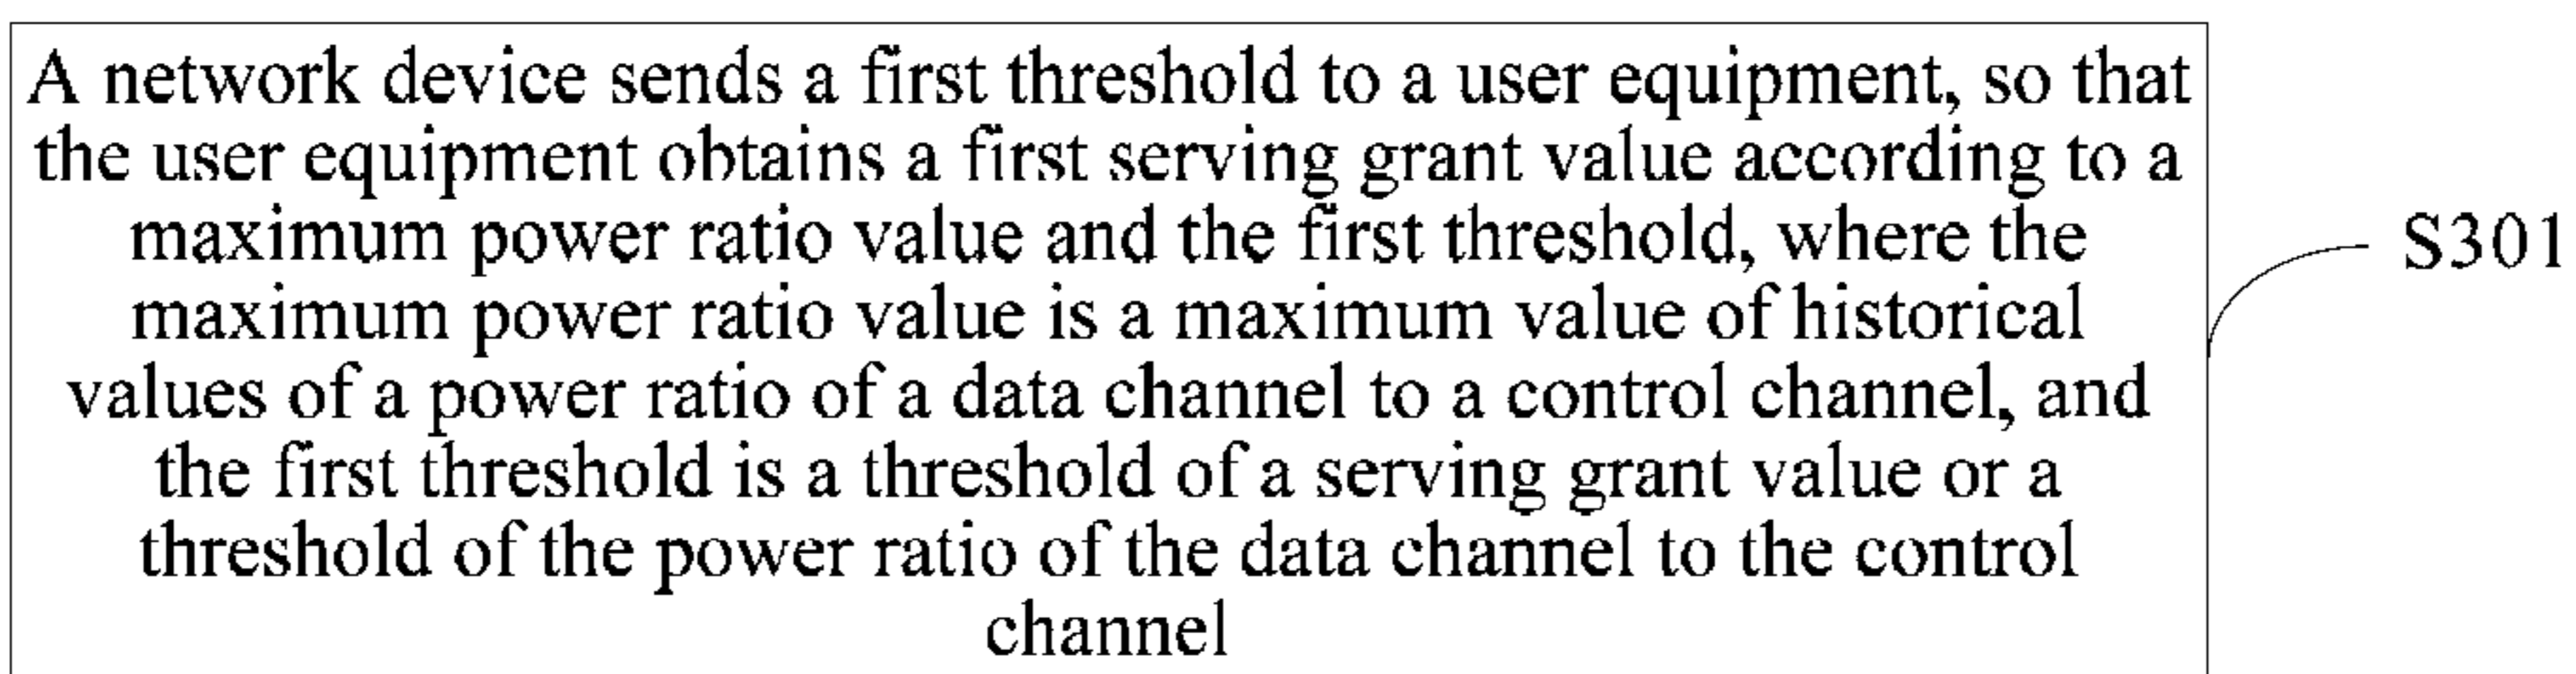 A network device sends a first threshold to a user equipment, so that
the user equipment obtains a first serving grant value according to a
maximum power ratio value and the first threshold, where the
maximum power ratio value is a maximum value of historical
values of a power ratio of a data channel to a control channel, and
the first threshold is a threshold of a serving grant value or a
threshold of the power ratio of the data channel to the control
channel
S301